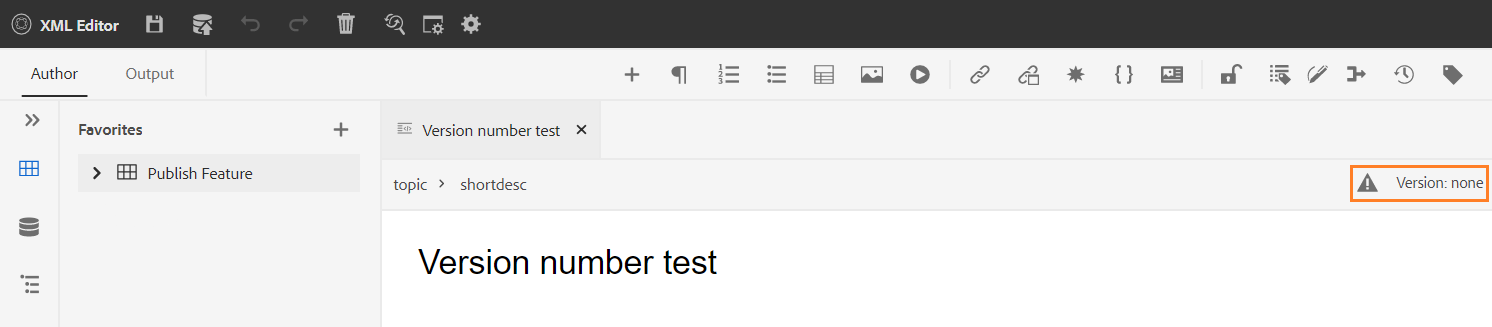 XML Editor
Author Output
Favorites
Publish Feature
Version number test
topic > shortdesc
Version: none
Version number test